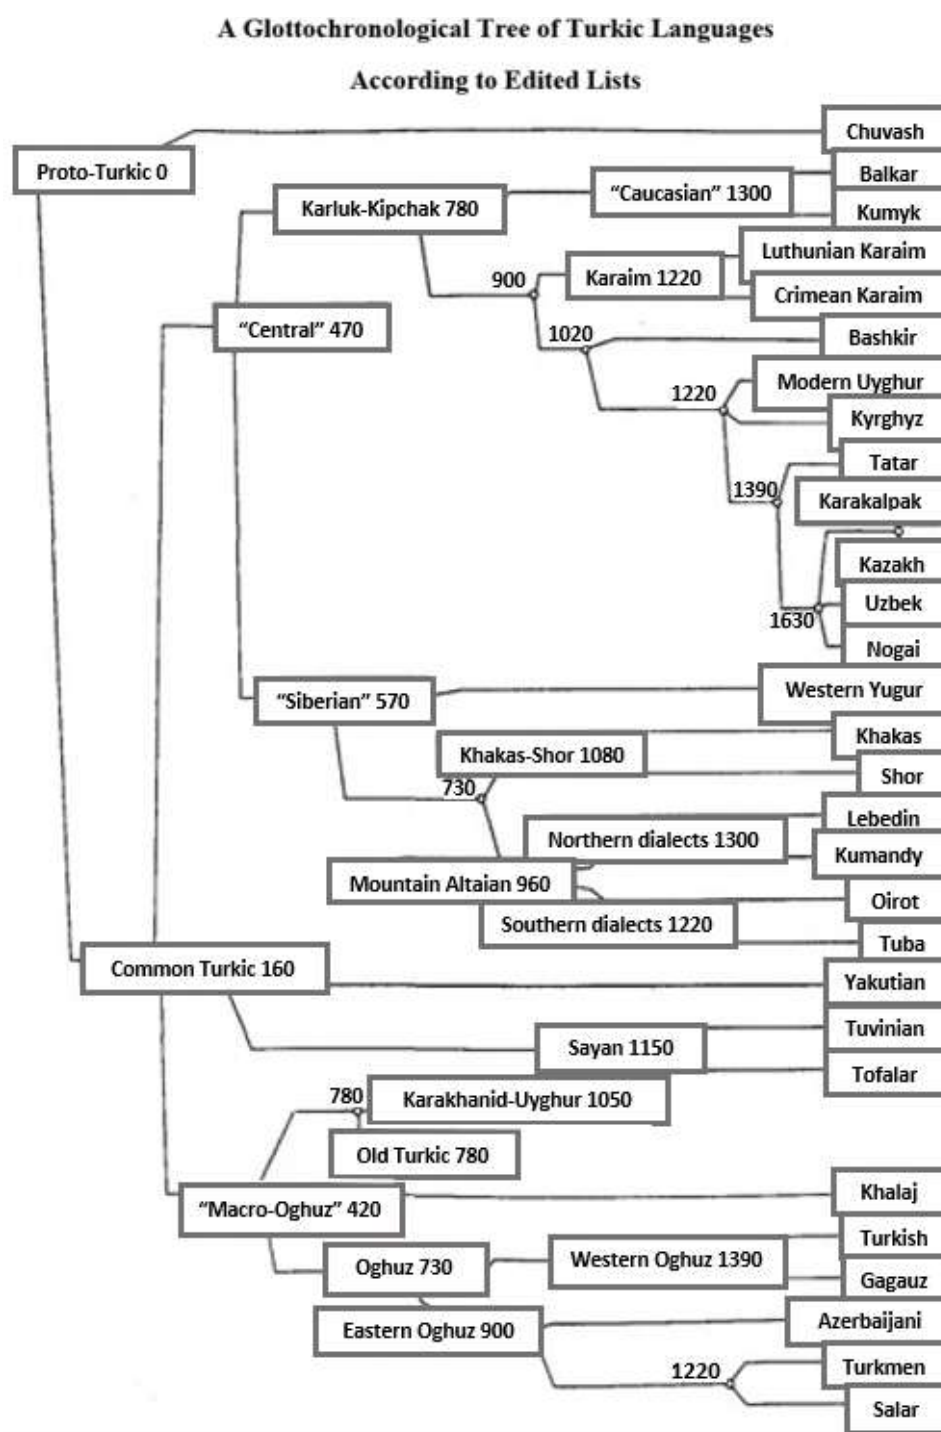 A Glottochronological Tree of Turkic Languages
According to Edited Lists
Chuvash
Proto-Turkic 0
Balkar
Karluk-Kipchak 780
“Caucasian” 1300
Kumyk
Luthunian Karaim
900
Karaim 1220
Crimean Karaim
“Central” 470
1020
Bashkir
Modern Uyghur
1220
Kyrghyz
Tatar
1390
Karakalpak
Kazakh
Uzbek
1630
Nogai
“Siberian” 570
Western Yugur
Khakas
Khakas-Shor 1080
Shor
730
Lebedin
Northern dialects 1300
Kumandy
Mountain Altaian 960
Oirot
Southern dialects 1220
Tuba
Common Turkic 160
Yakutian
Tuvinian
Sayan 1150
Tofalar
780
Karakhanid-Uyghur 1050
Old Turkic 780
Khalaj
“Macro-Oghuz” 420
Turkish
Oghuz 730
Western Oghuz 1390
Gagauz
Azerbaijani
Eastern Oghuz 900
Turkmen
1220
Salar